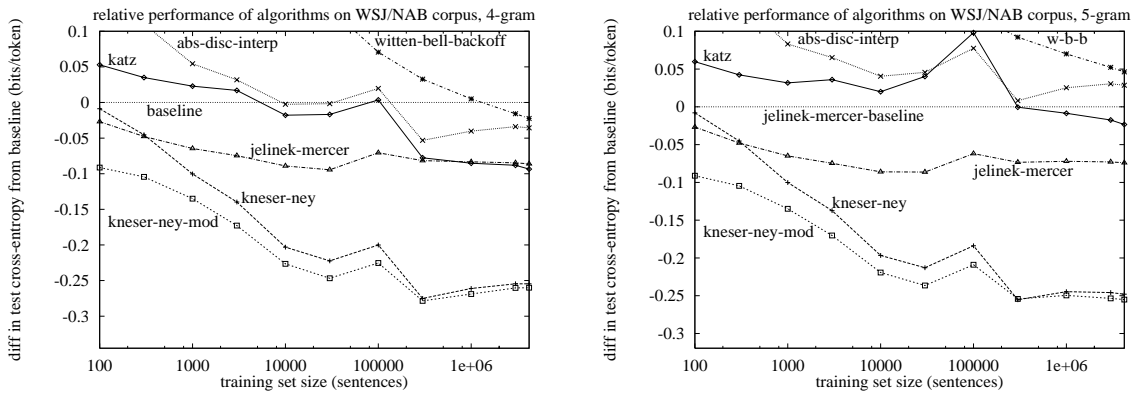 relative performance of algorithms on WSJ/NAB corpus, 4-gram
diff in test cross-entropy from baseline (bits/token)
0.1
0.05
0
-0.05
-0.1
-0.15
-0.2
-0.25
-0.3
abs-disc-interp
witten-bell-backoff
katz
baseline
jelinek-mercer
kneser-ney
kneser-ney-mod
100
1000
10000
100000
1e+06
training set size (sentences)
relative performance of algorithms on WSJ/NAB corpus, 5-gram
diff in test cross-entropy from baseline (bits/token)
0.1
0.05
0
-0.05
-0.1
-0.15
-0.2
-0.25
-0.3
abs-disc-interp
w-b-b
katz
jelinek-mercer-baseline
jelinek-mercer
kneser-ney
kneser-ney-mod
100
1000
10000
100000
1e+06
training set size (sentences)